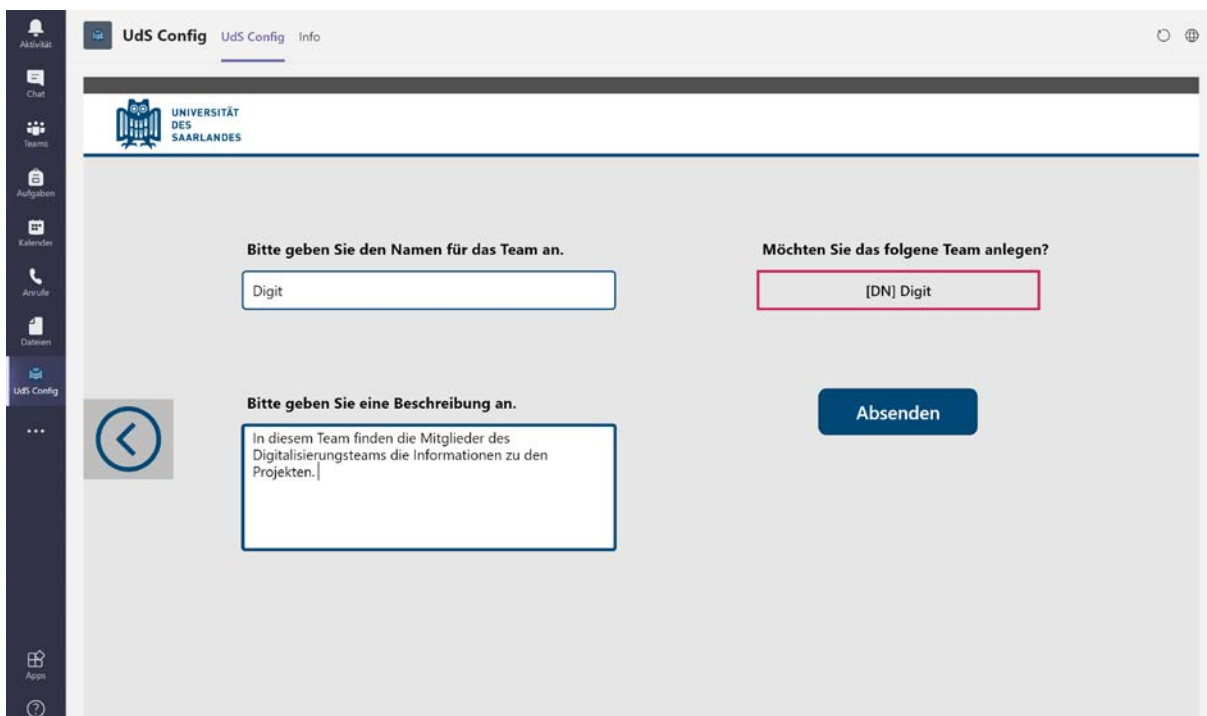 Aktivität
Chat
Teams
Aufgaben
Kalender
Anrufe
Dateien
UdS Config
Apps
UdS Config UdS Config Info
UNIVERSITÄT
DES
SAARLANDES
Bitte geben Sie den Namen für das Team an.
Digit
Möchten Sie das folgene Team anlegen?
[DN] Digit
Bitte geben Sie eine Beschreibung an.
In diesem Team finden die Mitglieder des
Digitalisierungsteams die Informationen zu den
Projekten.
Absenden